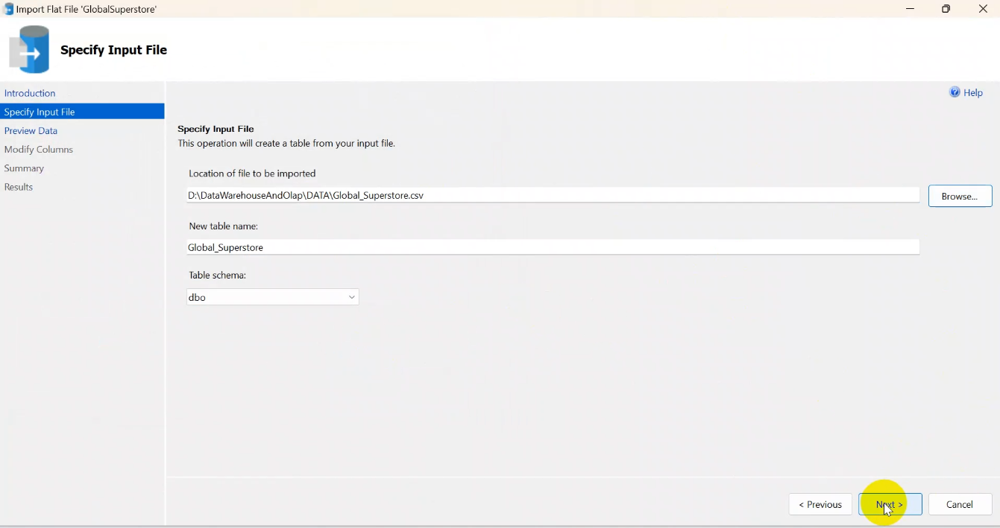 Import Flat File 'GlobalSuperstore'
Specify Input File
Introduction
Specify Input File
Preview Data
Modify Columns
Summary
Results
Help
Specify Input File
This operation will create a table from your input file.
Location of file to be imported
D:\DataWarehouseAndOlap\DATA\Global_Superstore.csv
Browse...
New table name:
Global_Superstore
Table schema:
dbo
< Previous
Next >
Cancel